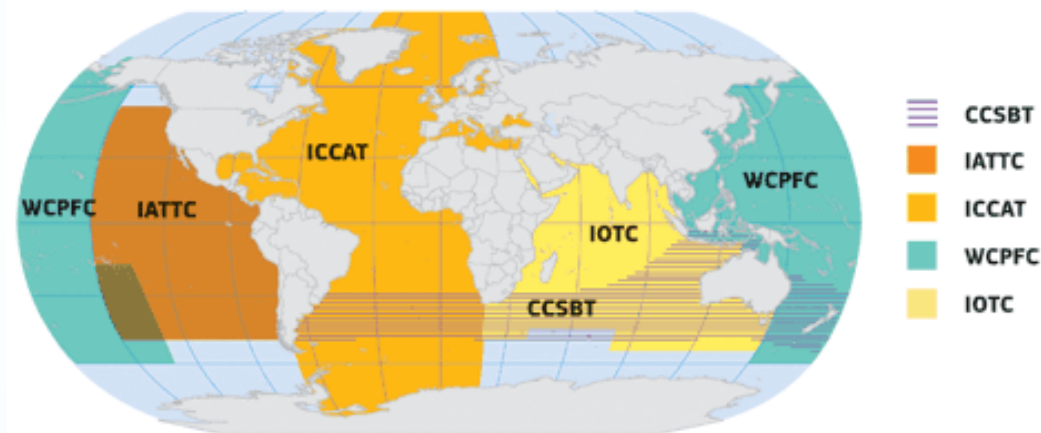 ICCAT
WCPFC
WCPFC
IATTC
IOTC
CCSBT
CCSBT
IATTC
ICCAT
WCPFC
IOTC